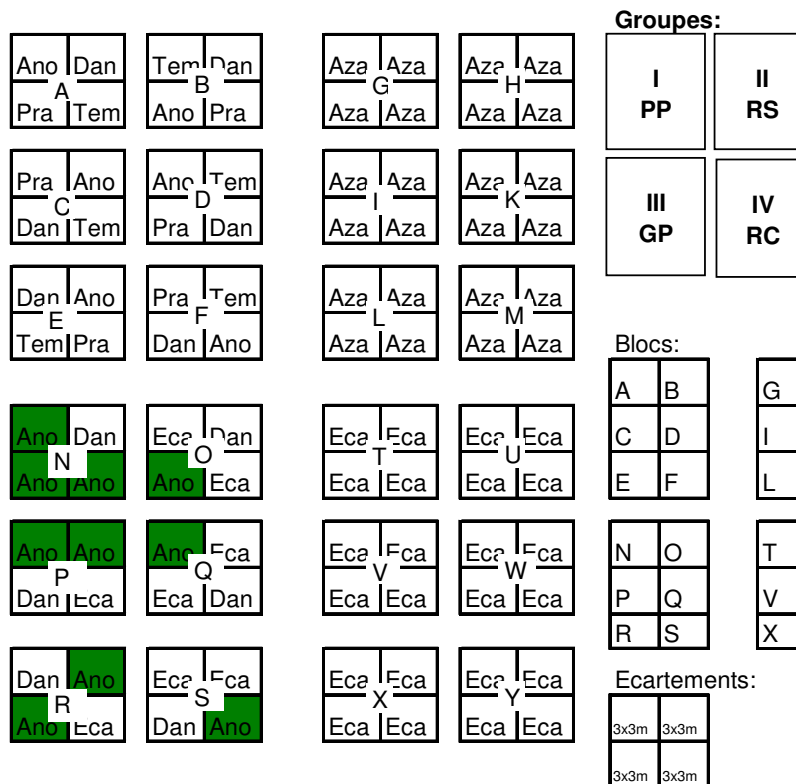 Groupes:
Ano Dan Tem Dan Aza Aza Aza Aza
A B G H
Pra Tem Ano Pra Aza Aza Aza Aza
I II
PP RS
Pra Ano Ano Tem Aza Aza Aza Aza
C D I K
Dan Tem Pra Dan Aza Aza Aza Aza
III IV
GP RC
Dan Ano Pra Tem Aza Aza Aza Aza
E F L M
Tem Pra Dan Ano Aza Aza Aza Aza
Blocs:
A B G
C D I
E F L
Ano Dan Eca Dan Eca Eca Eca Eca
N O T U
Ano Ano Ano Eca Eca Eca Eca Eca
Ano Ano Ano Eca Eca Eca Eca Eca
P Q V W
Dan Eca Eca Dan Eca Eca Eca Eca
N O T
P Q V
R S X
Dan Ano Eca Eca Eca Eca Eca Eca
R S X Y
Ano Eca Dan Ano Eca Eca Eca Eca
Ecartements:
3x3m 3x3m
3x3m 3x3m